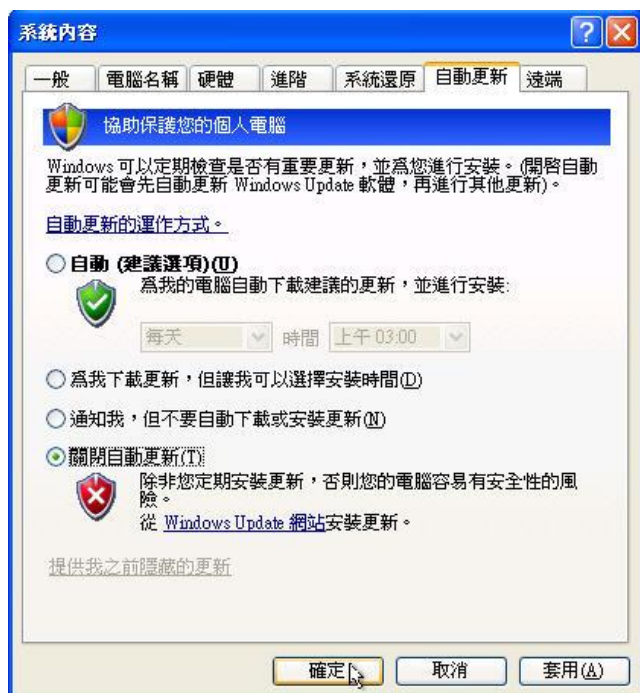 系統內容
一般 電腦名稱 硬體 進階 系統還原 自動更新 遠端
協助保護您的個人電腦
Windows 可以定期檢查是否有重要更新，並為您進行安裝。(開啓自動
更新可能會先自動更新 Windows Update 軟體，再進行其他更新)。
自動更新的運作方式。
自動 (建議選項)(U)
為我的電腦自動下載建議的更新，並進行安裝:
每天 時間 上午 03:00
為我下載更新，但讓我可以選擇安裝時間(D)
通知我，但不要自動下載或安裝更新(N)
關閉自動更新(T)
除非您定期安裝更新，否則您的電腦容易有安全性的風
險。
從 Windows Update 網站安裝更新。
提供我之前隱藏的更新
確定 取消 套用(A)